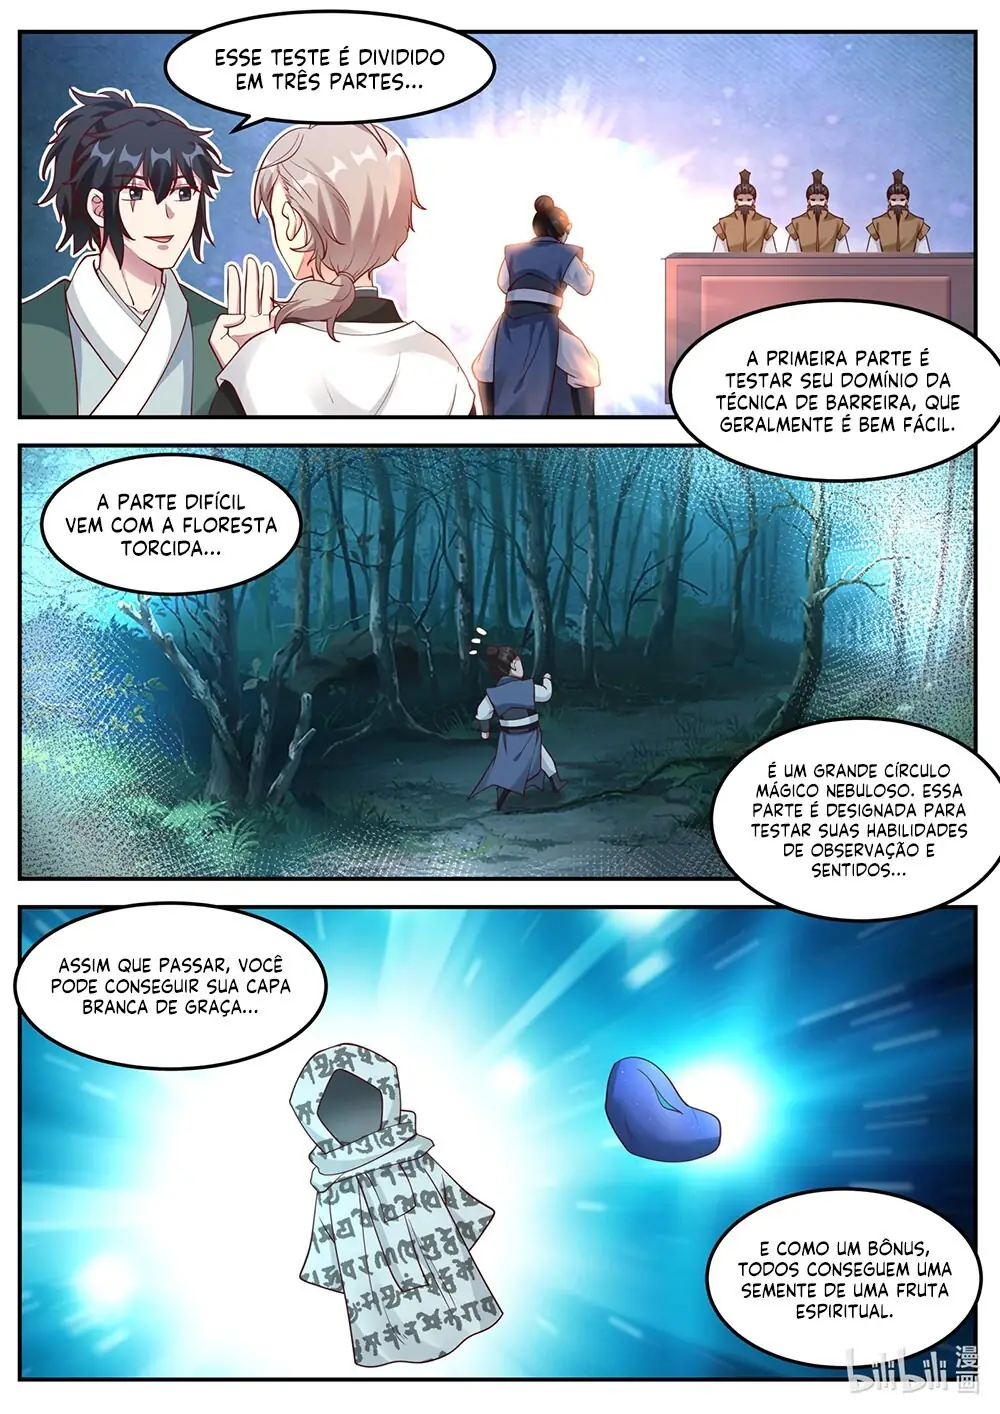 ESSE TESTE É DIVIDIDO
EM TRÊS PARTES...
A PRIMEIRA PARTE É
TESTAR SEU DOMÍNIO DA
TÉCNICA DE BARREIRA, QUE
GERALMENTE É BEM FÁCIL.
A PARTE DIFÍCIL
VEM COM A FLORESTA
TORCIDA...
É UM GRANDE CÍRCULO
MÁGICO NEBULOSO. ESSA
PARTE É DESIGNADA PARA
TESTAR SUAS HABILIDADES
DE OBSERVAÇÃO E
SENTIDOS...
ASSIM QUE PASSAR, VOCÊ
PODE CONSEGUIR SUA CAPA
BRANCA DE GRAÇA...
E COMO UM BÔNUS,
TODOS CONSEGUEM UMA
SEMENTE DE UMA FRUTA
ESPIRITUAL.
bilibili 漫画